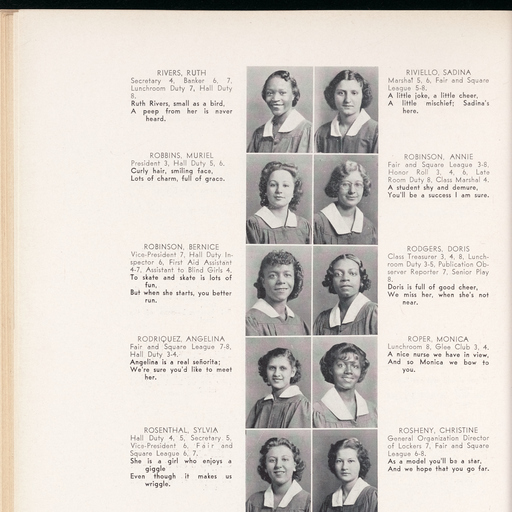 RIVERS, RUTH
Secretary 4, Banker 6, 7,
Lunchroom Duty 7, Hall Duty
8.
Ruth Rivers, small as a bird,
A peep from her is never
heard.
ROBBINS, MURIEL
President 3, Hall Duty 5, 6.
Curly hair, smiling face,
Lots of charm, full of grace.
ROBINSON, BERNICE
Vice-President 7, Hall Duty In-
spector 6, First Aid Assistant
4-7, Assistant to Blind Girls 4,
To skate and skate is lots of
fun,
But when she starts, you better
run.
RODRIQUEZ, ANGELINA
Fair and Square League 7-8,
Hall Duty 3-4.
Angelina is a real señorita;
We're sure you'd like to meet
her.
ROSENTHAL, SYLVIA
Hall Duty 4, 5, Secretary 5,
Vice-President 6, Fair and
Square League 6, 7.
She is a girl who enjoys a
giggle
Even though it makes us
wriggle.
RIVIELLO, SADINA
Marshal 5, 6, Fair and Square
League 5-8.
A little joke, a little cheer,
A little mischief; Sadina's
here.
ROBINSON, ANNIE
Fair and Square League 3-8,
Honor Roll 3, 4, 6, Late
Room Duty 8, Class Marshal 4.
A student shy and demure,
You'll be a success I am sure.
RODGERS, DORIS
Class Treasurer 3, 4, 8, Lunch-
room Duty 3-5, Publication Ob-
server Reporter 7, Senior Play
8.
Doris is full of good cheer,
We miss her, when she's not
near.
ROPER, MONICA
Lunchroom 8, Glee Club 3, 4.
A nice nurse we have in view,
And so Monica we bow to
you.
ROSHENY, CHRISTINE
General Organization Director
of Lockers 7, Fair and Square
League 6-8.
As a model you'll be a star,
And we hope that you go far.